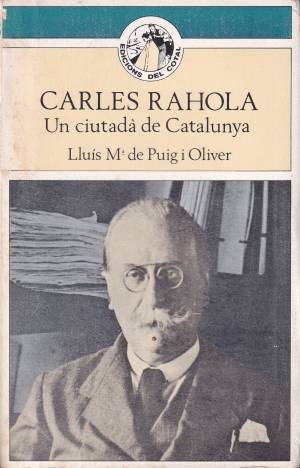 EDICIONS DEL COTAL
CARLES RAHOLA
Un ciutadà de Catalunya
Lluís Mª de Puig i Oliver